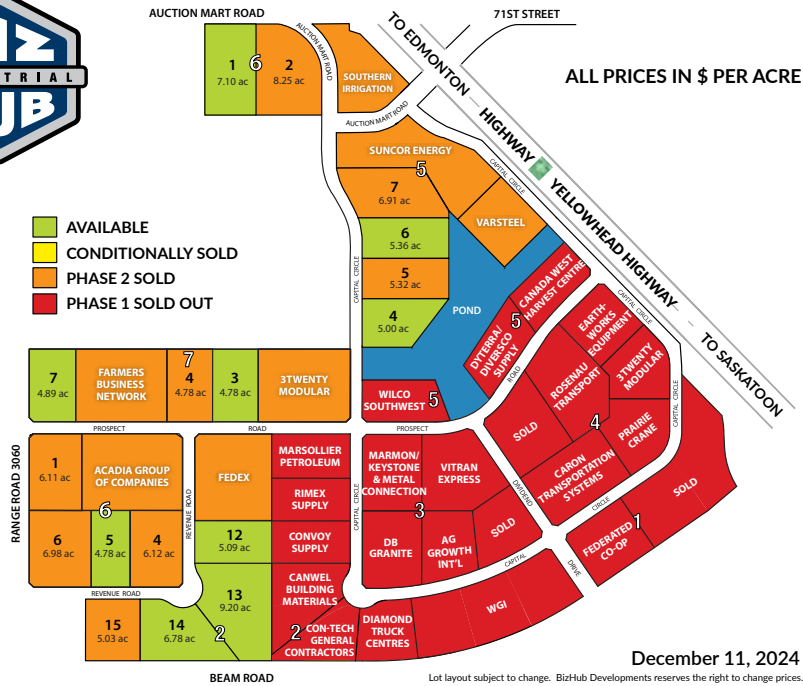 AUCTION MART ROAD
71ST STREET
TO EDMONTON
HIGHWAY
YELLOWHEAD HIGHWAY
TO SASKATOON
ALL PRICES IN $ PER ACRE
TRIAL
UB
AUCTION MART ROAD
1
7.10 ac
6
2
8.25 ac
SOUTHERN
IRRIGATION
AUCTION MART ROAD
SUNCOR ENERGY
5
CAPITAL CIRCLE
7
6.91 ac
VARSTEEL
6
5.36 ac
5
5.32 ac
4
5.00 ac
CAPITAL CIRCLE
POND
AVAILABLE
CONDITIONALLY SOLD
PHASE 2 SOLD
PHASE 1 SOLD OUT
CANADA WEST
HARVEST CENTRE
5
DYTERRA/
DIVERSCO
SUPPLY
ROAD
WILCO
SOUTHWEST
5
CAPITAL CIRCLE
EARTH-
WORKS
EQUIPMENT
3TWENTY
MODULAR
ROSENAU
TRANSPORT
CAPITAL CIRCLE
4
PRAIRIE
CRANE
SOLD
CARON
TRANSPORTATION
SYSTEMS
CIRCLE
SOLD
FEDERATED
CO-OP
1
DRIVE
DIVIDEND
7
4.89 ac
FARMERS
BUSINESS
NETWORK
7
4
4.78 ac
3
4.78 ac
3TWENTY
MODULAR
PROSPECT
ROAD
PROSPECT
RANGE ROAD 3060
1
6.11 ac
ACADIA GROUP
OF COMPANIES
6
6
6.98 ac
5
4.78 ac
4
6.12 ac
REVENUE ROAD
REVENUE ROAD
FEDEX
MARSOLLIER
PETROLEUM
RIMEX
SUPPLY
12
5.09 ac
CONVOY
SUPPLY
13
9.20 ac
CANWEL
BUILDING
MATERIALS
CAPITAL CIRCLE
MARMON/
KEYSTONE
& METAL
CONNECTION
VITRAN
EXPRESS
3
DB
GRANITE
AG
GROWTH
INT'L
SOLD
CAPITAL
15
5.03 ac
14
6.78 ac
2
2
CON-TECH
GENERAL
CONTRACTORS
DIAMOND
TRUCK
CENTRES
WGI
BEAM ROAD
December 11, 2024
Lot layout subject to change. BizHub Developments reserves the right to change prices.